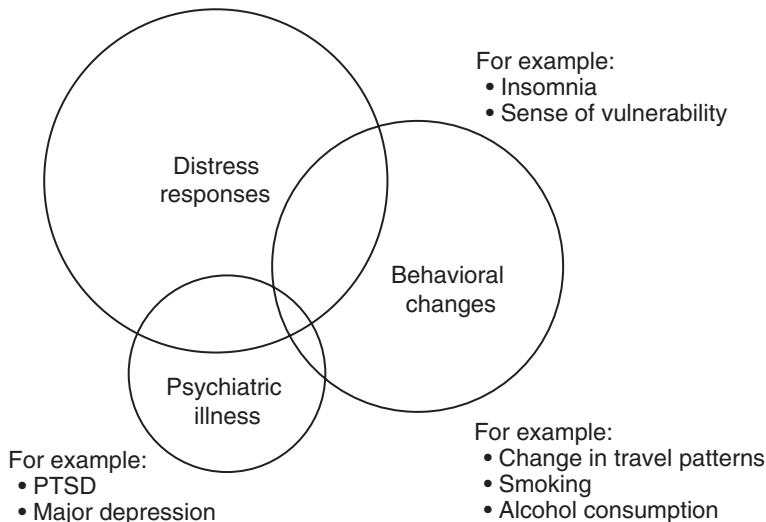 For example:
• Insomnia
• Sense of vulnerability
Distress
responses
Behavioral
changes
Psychiatric
illness
For example:
• PTSD
• Major depression
For example:
• Change in travel patterns
• Smoking
• Alcohol consumption